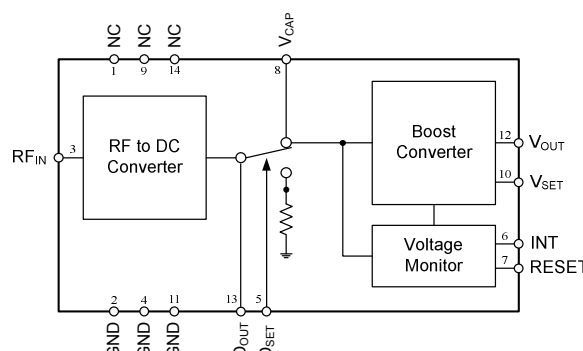 NC
NC
NC
VCAP
1
9
14
8
RFIN
3
RF to DC
Converter
Boost
Converter
12
VOUT
10
VSET
Voltage
Monitor
6
INT
7
RESET
2
4
11
13
5
GND
GND
GND
DOUT
DSET